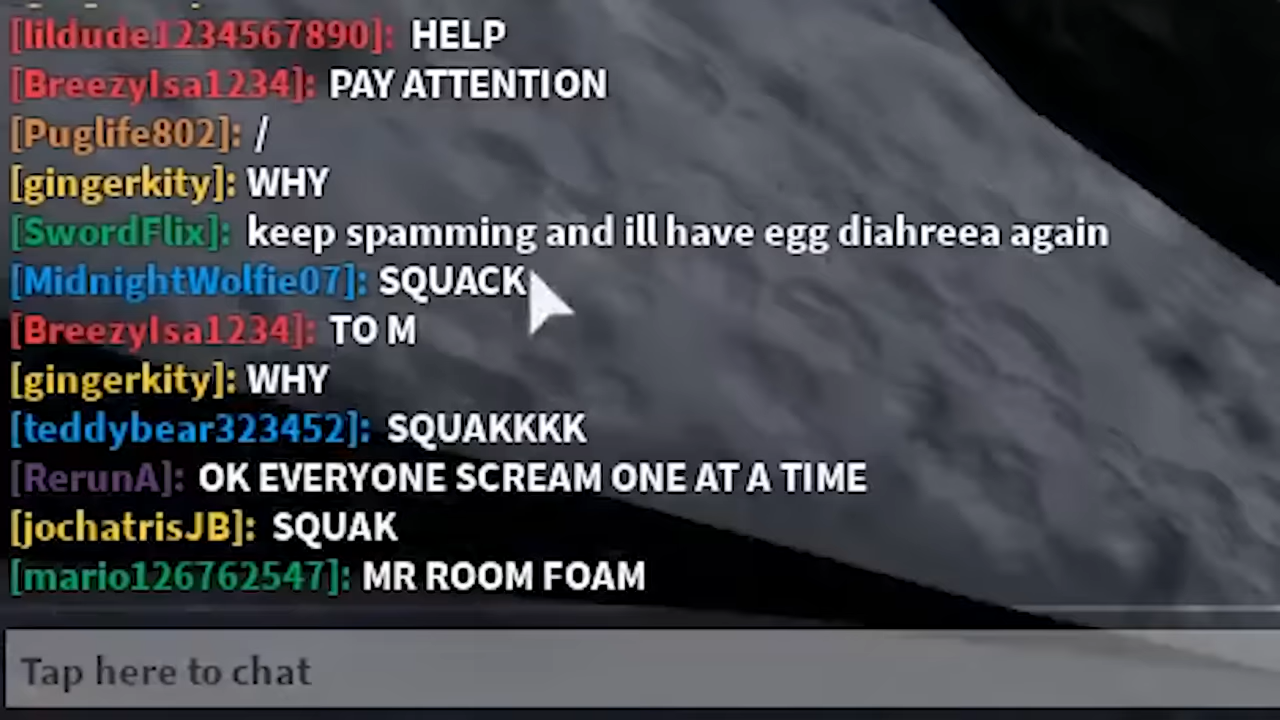 [lildude1234567890]: HELP
[BreezyIsa1234]: PAY ATTENTION
[Puglife802]: /
[gingerkity]: WHY
[SwordFlix]: keep spamming and ill have egg diahreea again
[MidnightWolfie07]: SQUACK
[BreezyIsa1234]: TO M
[gingerkity]: WHY
[teddybear323452]: SQUAKKKK
[RerunA]: OK EVERYONE SCREAM ONE AT A TIME
[jochatrisJB]: SQUAK
[mario126762547]: MR ROOM FOAM
Tap here to chat